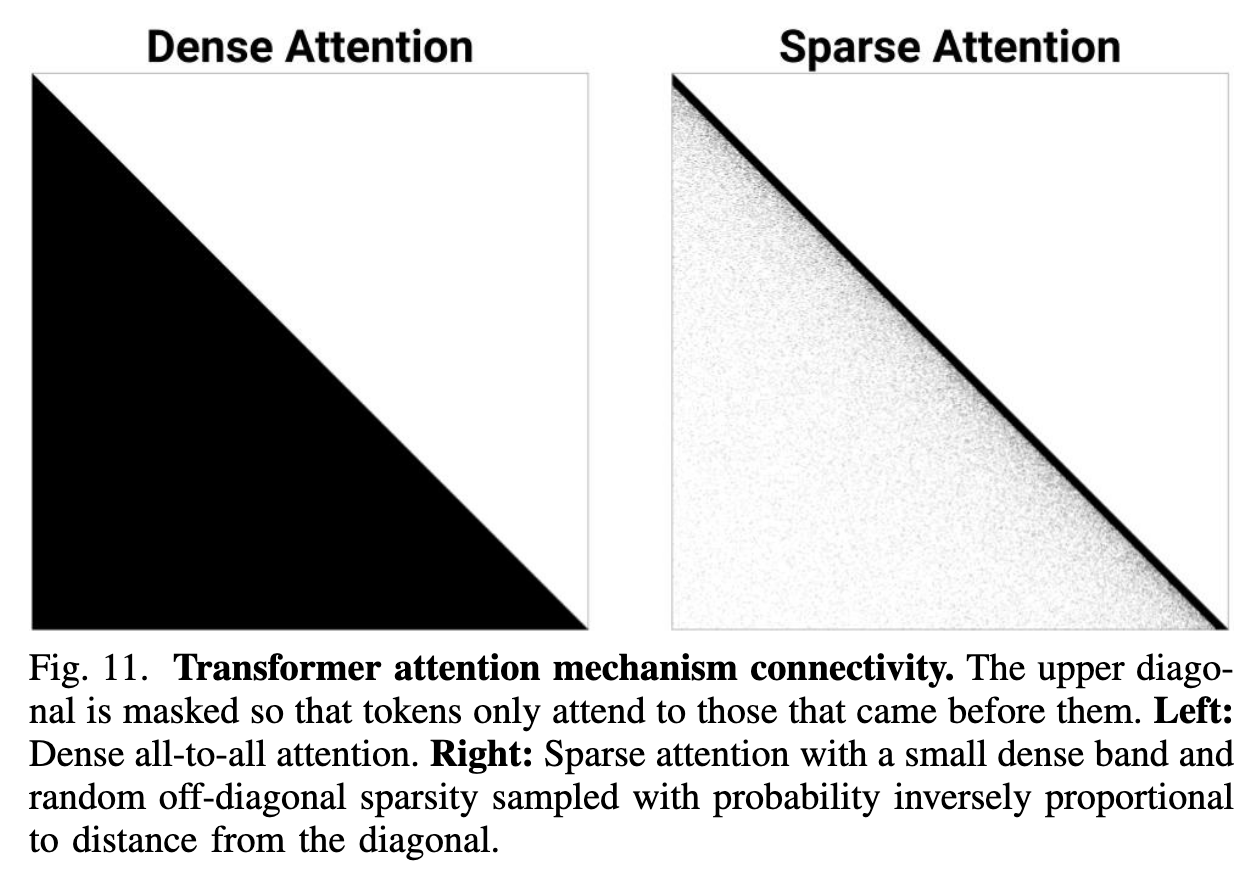 Dense Attention
Sparse Attention
Fig. 11. Transformer attention mechanism connectivity. The upper diago-
nal is masked so that tokens only attend to those that came before them. Left:
Dense all-to-all attention. Right: Sparse attention with a small dense band and
random off-diagonal sparsity sampled with probability inversely proportional
to distance from the diagonal.